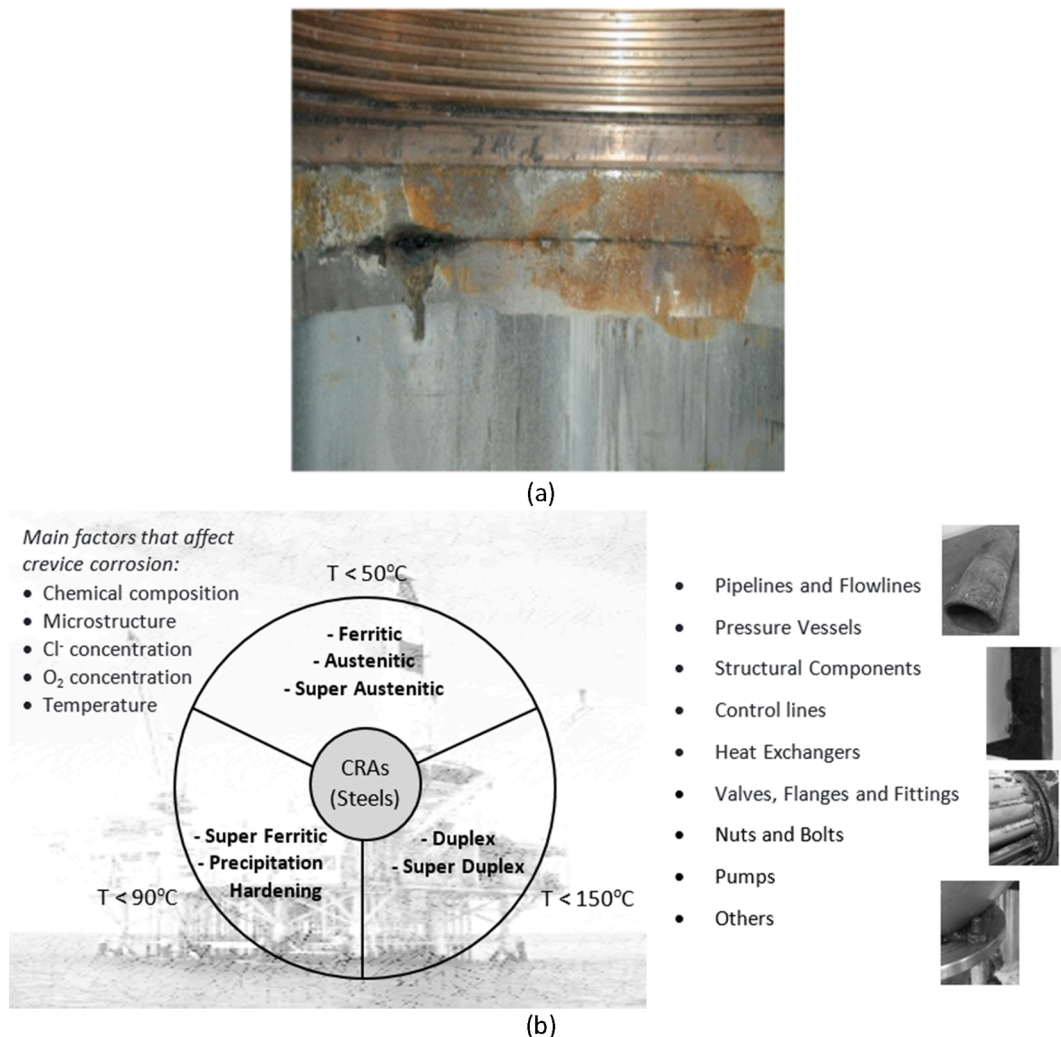 (a)
Main factors that affect
crevice corrosion:
• Chemical composition
• Microstructure
• Cl⁻ concentration
• O₂ concentration
• Temperature
T < 50°C
- Ferritic
- Austenitic
- Super Austenitic
CRAs
(Steels)
- Super Ferritic
- Precipitation
Hardening
- Duplex
- Super Duplex
T < 90°C
T < 150°C
• Pipelines and Flowlines
• Pressure Vessels
• Structural Components
• Control lines
• Heat Exchangers
• Valves, Flanges and Fittings
• Nuts and Bolts
• Pumps
• Others
(b)